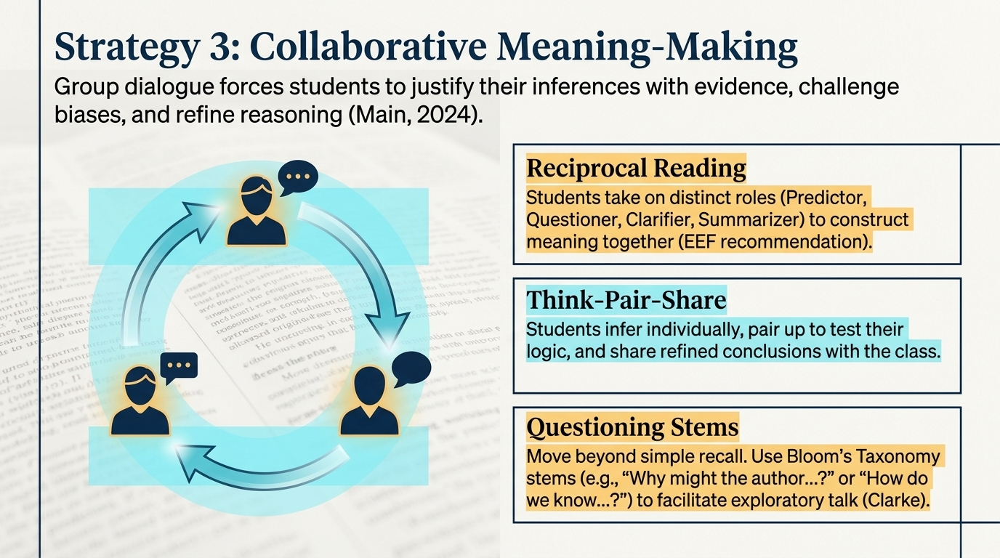 Strategy 3: Collaborative Meaning-Making
Group dialogue forces students to justify their inferences with evidence, challenge
biases, and refine reasoning (Main, 2024).
Reciprocal Reading
Students take on distinct roles (Predictor,
Questioner, Clarifier, Summarizer) to construct
meaning together (EEF recommendation).
Think-Pair-Share
Students infer individually, pair up to test their
logic, and share refined conclusions with the class.
Questioning Stems
Move beyond simple recall. Use Bloom’s Taxonomy
stems (e.g., “Why might the author...?” or “How do
we know...?”) to facilitate exploratory talk (Clarke).